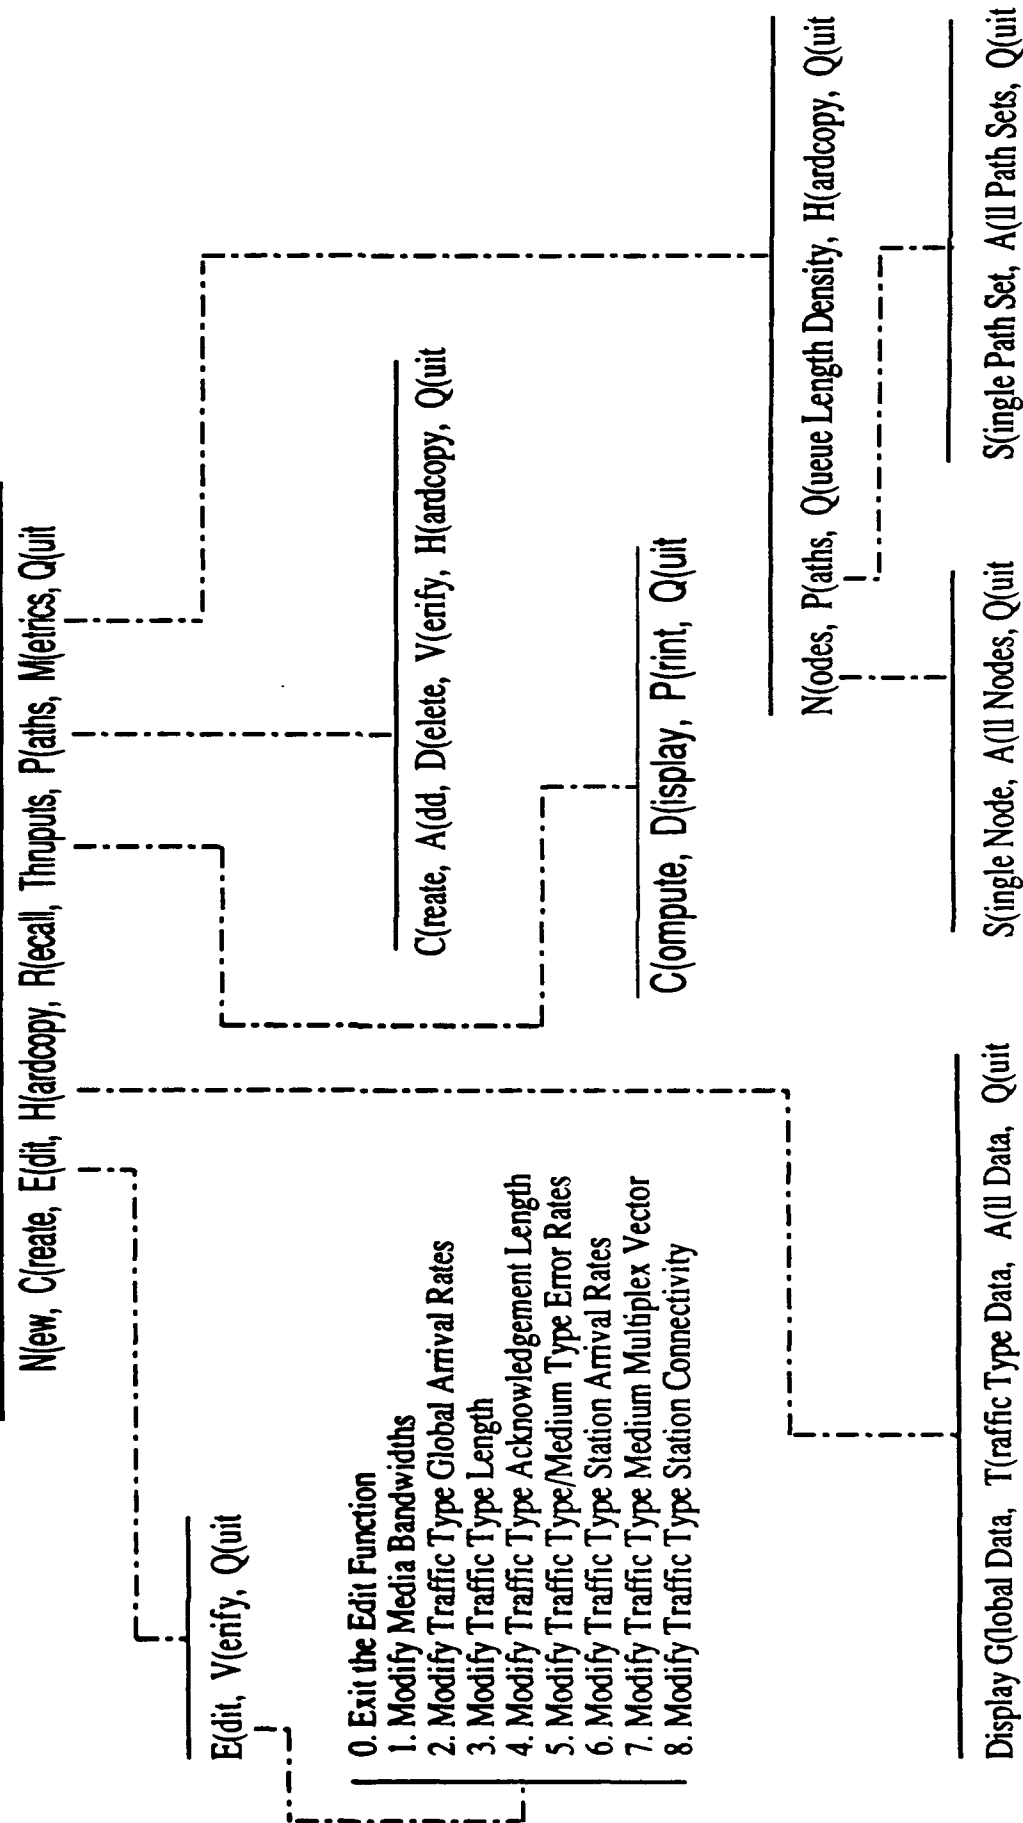 N(ew, C(reate, E(dit, H(ardcopy, R(ecall, Thruputs, P(aths, M(etrics, Q(uit
E(dit, V(erify, Q(uit
0. Exit the Edit Function
1. Modify Media Bandwidths
2. Modify Traffic Type Global Arrival Rates
3. Modify Traffic Type Length
4. Modify Traffic Type Acknowledgement Length
5. Modify Traffic Type/Medium Type Error Rates
6. Modify Traffic Type Station Arrival Rates
7. Modify Traffic Type Medium Multiplex Vector
8. Modify Traffic Type Station Connectivity
C(reate, A(dd, D(elete, V(erify, H(ardcopy, Q(uit
C(ompute, D(isplay, P(rint, Q(uit
N(odes, P(aths, Q(ueue Length Density, H(ardcopy, Q(uit
Display G(lobal Data, T(raffic Type Data, A(ll Data, Q(uit
S(ingle Node, A(ll Nodes, Q(uit
S(ingle Path Set, A(ll Path Sets, Q(uit